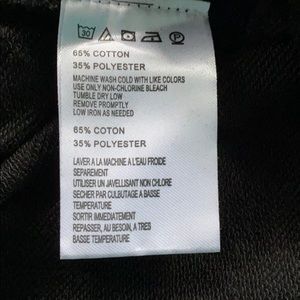 30 P
65% COTTON
35% POLYESTER
MACHINE WASH COLD WITH LIKE COLORS
USE ONLY NON-CHLORINE BLEACH
TUMBLE DRY LOW
REMOVE PROMPTLY
LOW IRON AS NEEDED
65% COTON
35% POLYESTER
LAVER A LA MACHINE A L'EAU FROIDE
SEPAREMENT
UTILISER UN JAVELLISANT NON CHLORE
SECHER PAR CULBUTAGE A BASSE
TEMPERATURE
SORTIR IMMEDIATEMENT
REPASSER, AU BESOIN, A TRES
BASSE TEMPERATURE